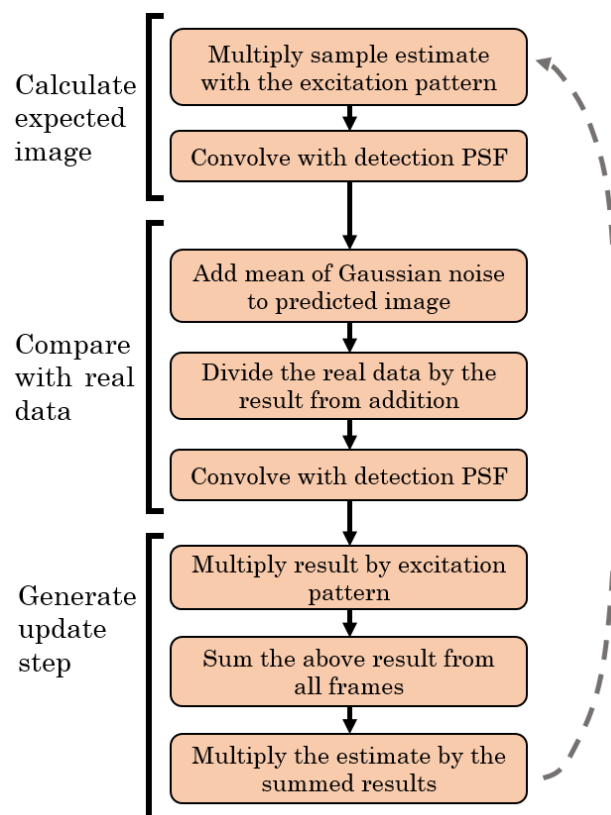 Calculate
expected
image
Multiply sample estimate
with the excitation pattern
Convolve with detection PSF
Compare
with real
data
Add mean of Gaussian noise
to predicted image
Divide the real data by the
result from addition
Convolve with detection PSF
Generate
update
step
Multiply result by excitation
pattern
Sum the above result from
all frames
Multiply the estimate by the
summed results